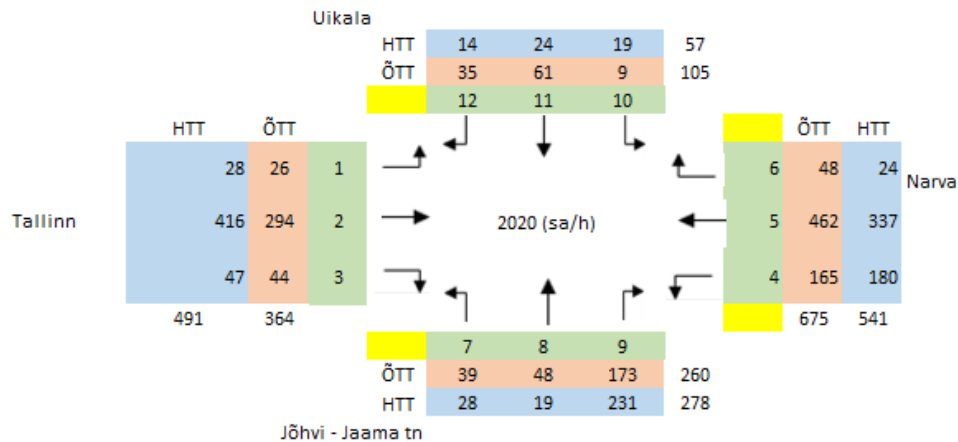 Uikala
HTT 14 24 19 57
ÕTT 35 61 9 105
12 11 10
HTT ÕTT
28 26 1
Tallinn 416 294 2
47 44 3
491 364
2020 (sa/h)
ÕTT HTT
6 48 24
Narva
5 462 337
4 165 180
675 541
7 8 9
ÕTT 39 48 173 260
HTT 28 19 231 278
Jõhvi - Jaama tn